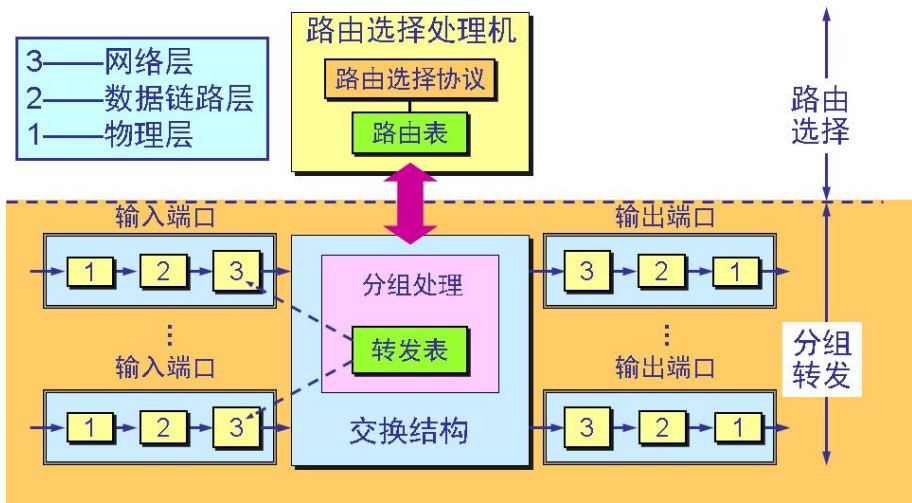 路由选择处理机
路由选择协议
路由表
3——网络层
2——数据链路层
1——物理层
路由
选择
输入端口
输出端口
1
2
3
3
2
1
分组处理
转发表
⋮
⋮
输入端口
输出端口
分组
转发
1
2
3
交换结构
3
2
1